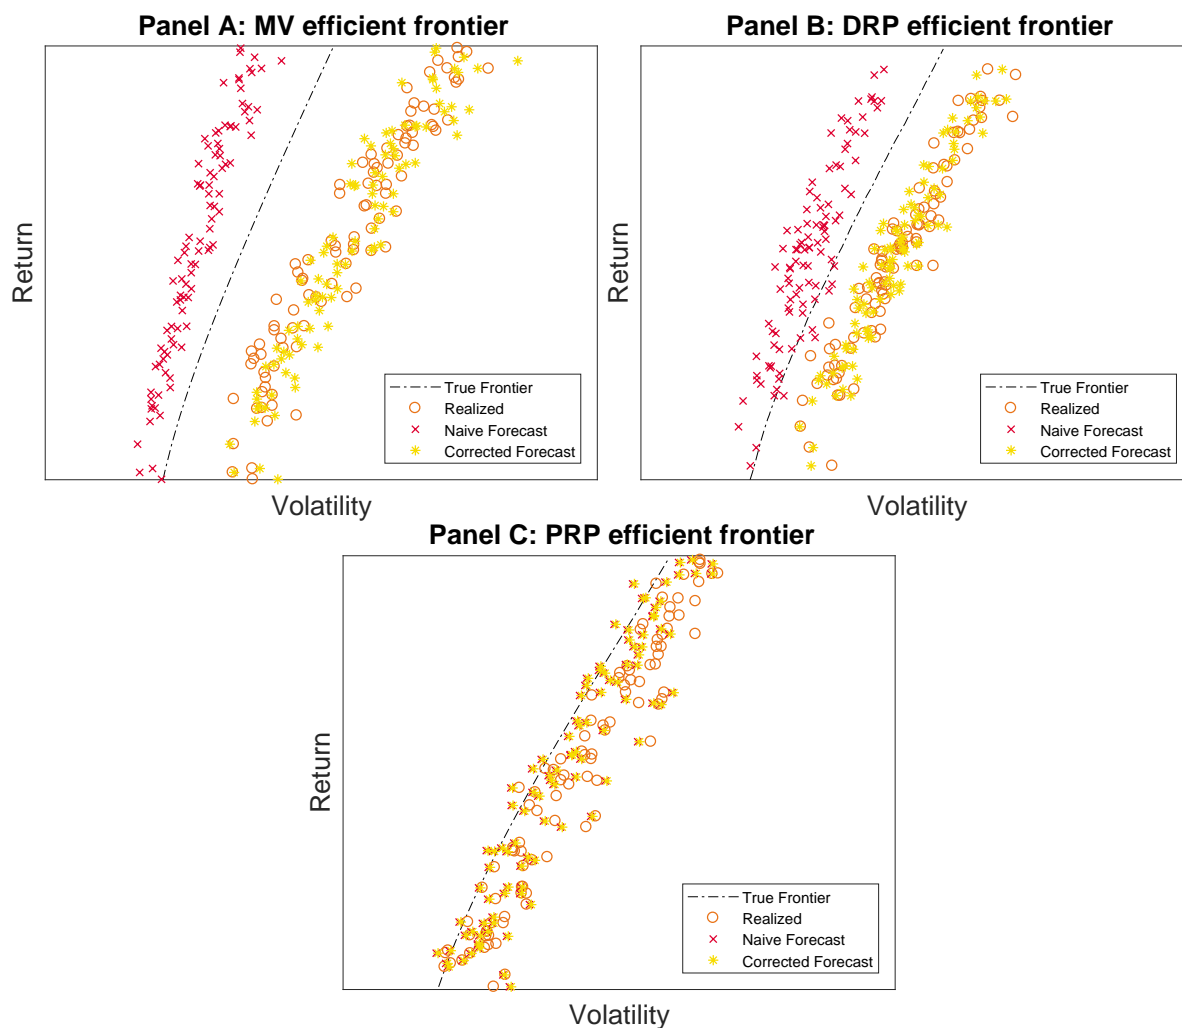 Panel A: MV efficient frontier
Return
Volatility
True Frontier
Realized
Naive Forecast
Corrected Forecast
Panel B: DRP efficient frontier
Return
Volatility
True Frontier
Realized
Naive Forecast
Corrected Forecast
Panel C: PRP efficient frontier
Return
Volatility
True Frontier
Realized
Naive Forecast
Corrected Forecast